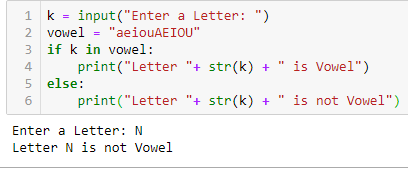 1 k = input("Enter a Letter: ")
2 vowel = "aeiouAEIOU"
3 if k in vowel:
4     print("Letter "+ str(k) + " is Vowel")
5 else:
6     print("Letter "+ str(k) + " is not Vowel")
Enter a Letter: N
Letter N is not Vowel